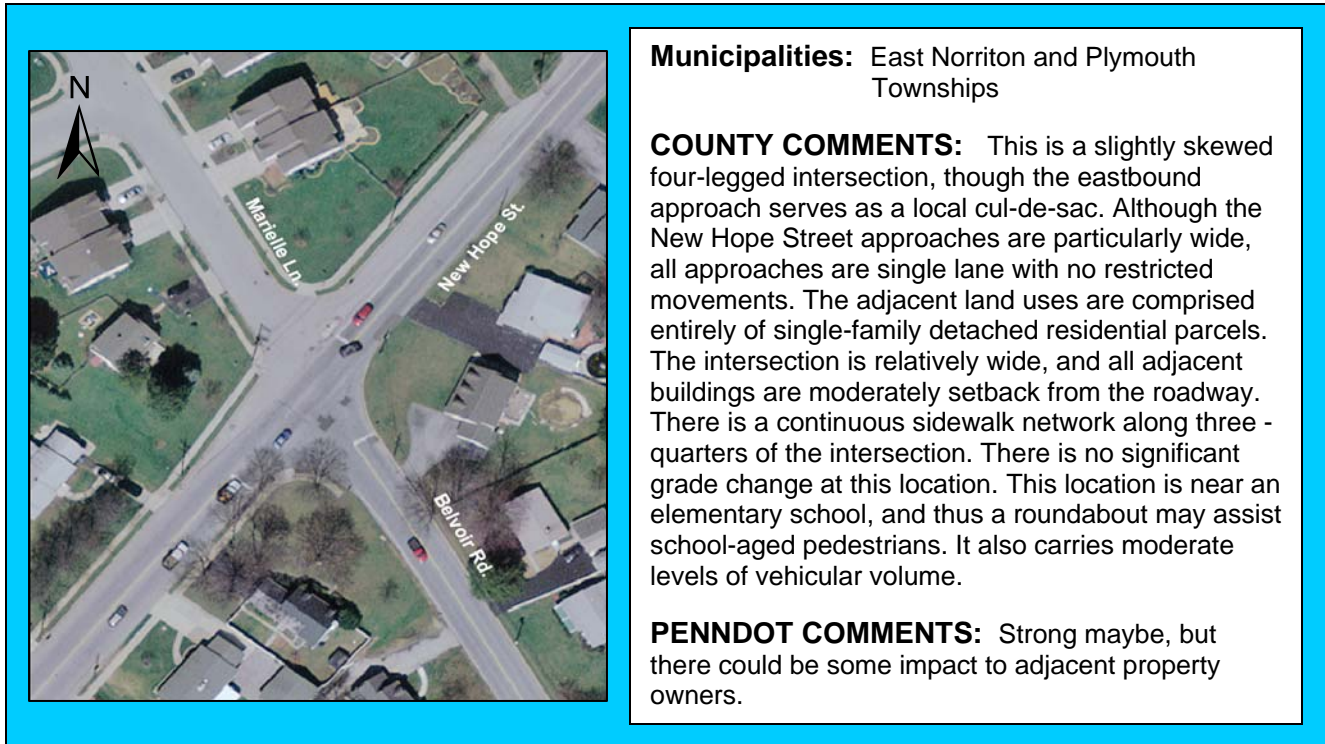 N
Marielle Ln.
New Hope St.
Belvoir Rd.
Municipalities: East Norriton and Plymouth
Townships
COUNTY COMMENTS: This is a slightly skewed
four-legged intersection, though the eastbound
approach serves as a local cul-de-sac. Although the
New Hope Street approaches are particularly wide,
all approaches are single lane with no restricted
movements. The adjacent land uses are comprised
entirely of single-family detached residential parcels.
The intersection is relatively wide, and all adjacent
buildings are moderately setback from the roadway.
There is a continuous sidewalk network along three -
quarters of the intersection. There is no significant
grade change at this location. This location is near an
elementary school, and thus a roundabout may assist
school-aged pedestrians. It also carries moderate
levels of vehicular volume.
PENNDOT COMMENTS: Strong maybe, but
there could be some impact to adjacent property
owners.